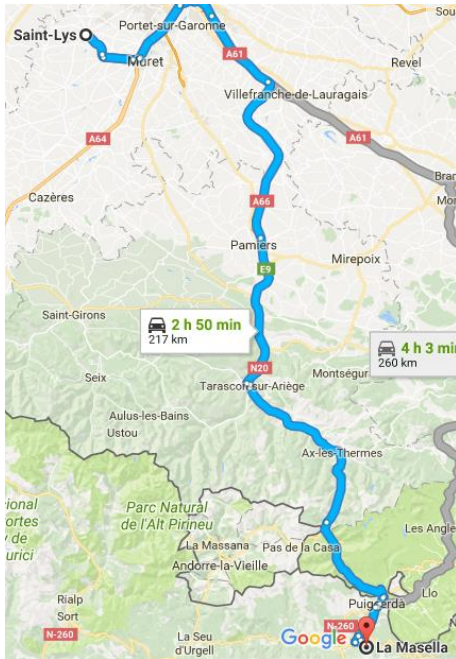 Saint-Lys
Portet-sur-Garonne
Muret
A61
Revel
Villefranche-de-Lauragais
A64
A61
Cazères
A66
Pamiers
Mirepoix
E9
Saint-Girons
2 h 50 min
217 km
4 h 3 min
260 km
N20
Seix
Tarascon-sur-Ariège
Montségur
Aulus-les-Bains
Ustou
Ax-les-Thermes
Parc Natural
de l'Alt Pirineu
Les Angle
La Massana
Pas de la Casa
Andorre-la-Vieille
Rialp
Sort
Puigcerdà
Llo
N-260
La Seu
d'Urgell
Google
N-260
La Masella